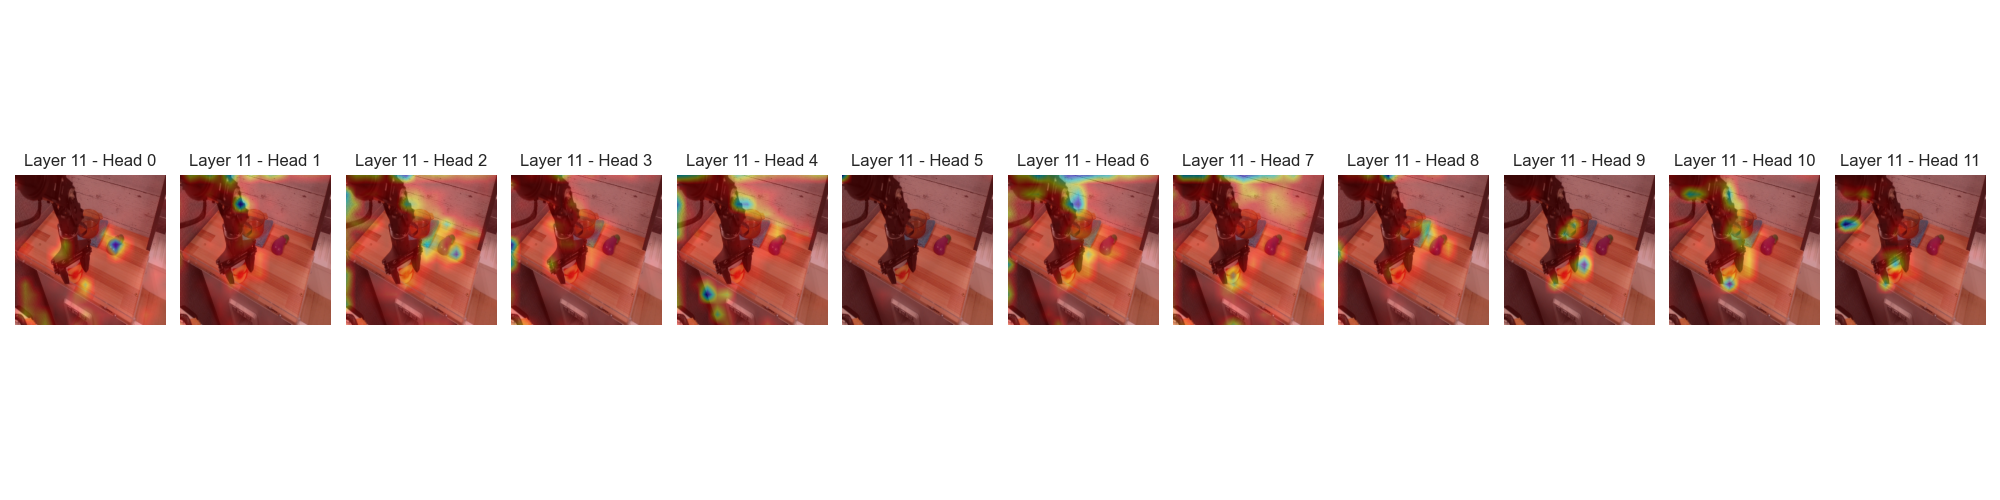 Layer 11 - Head 0
Layer 11 - Head 1
Layer 11 - Head 2
Layer 11 - Head 3
Layer 11 - Head 4
Layer 11 - Head 5
Layer 11 - Head 6
Layer 11 - Head 7
Layer 11 - Head 8
Layer 11 - Head 9
Layer 11 - Head 10
Layer 11 - Head 11